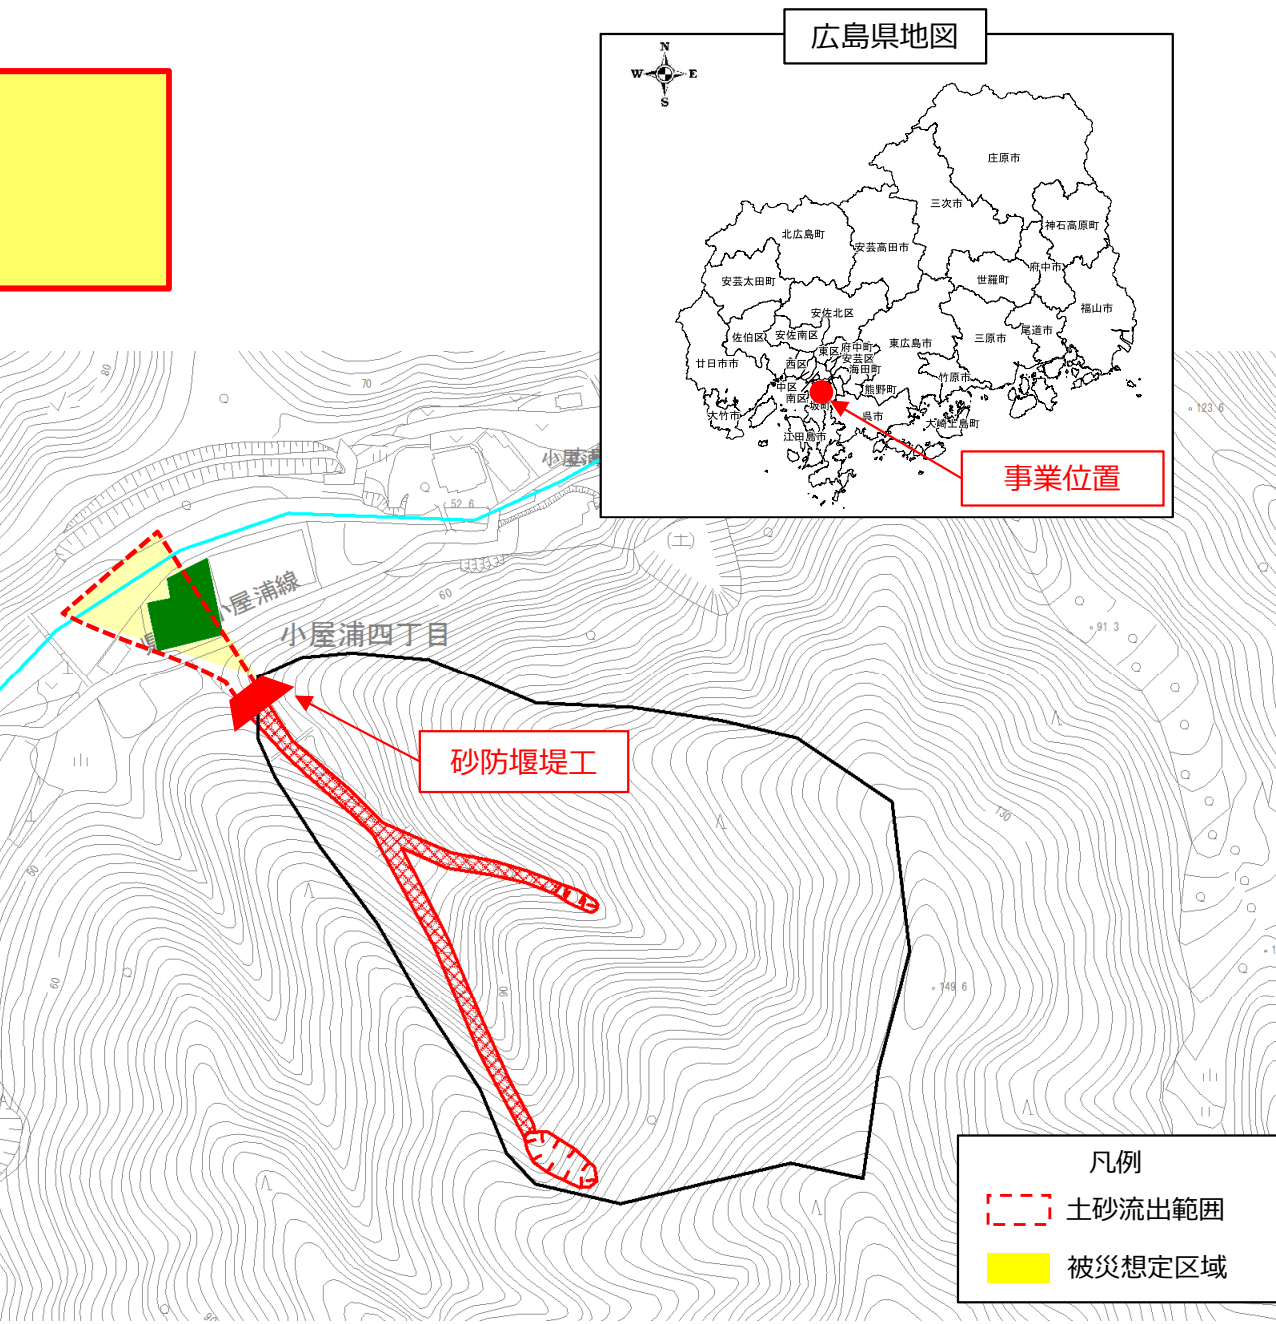 広島県地図
N
W E
S
庄原市
三次市
神石高原町
北広島町
安芸高田市
府中市
世羅町
安芸太田町
福山市
安佐北区
尾道市
佐伯区
安佐南区
三原市
東広島市
府中町
東区
安芸区
西区
海田町
廿日市市
竹原市
中区
熊野町
南区
坂町
大竹市
呉市
大崎上島町
江田島市
事業位置
80
70
123.6
小屋浦
52.6
60
小屋浦線
県
小屋浦四丁目
91.3
砂防堰堤工
130
50
60
90
149.6
90
凡例
土砂流出範囲
被災想定区域